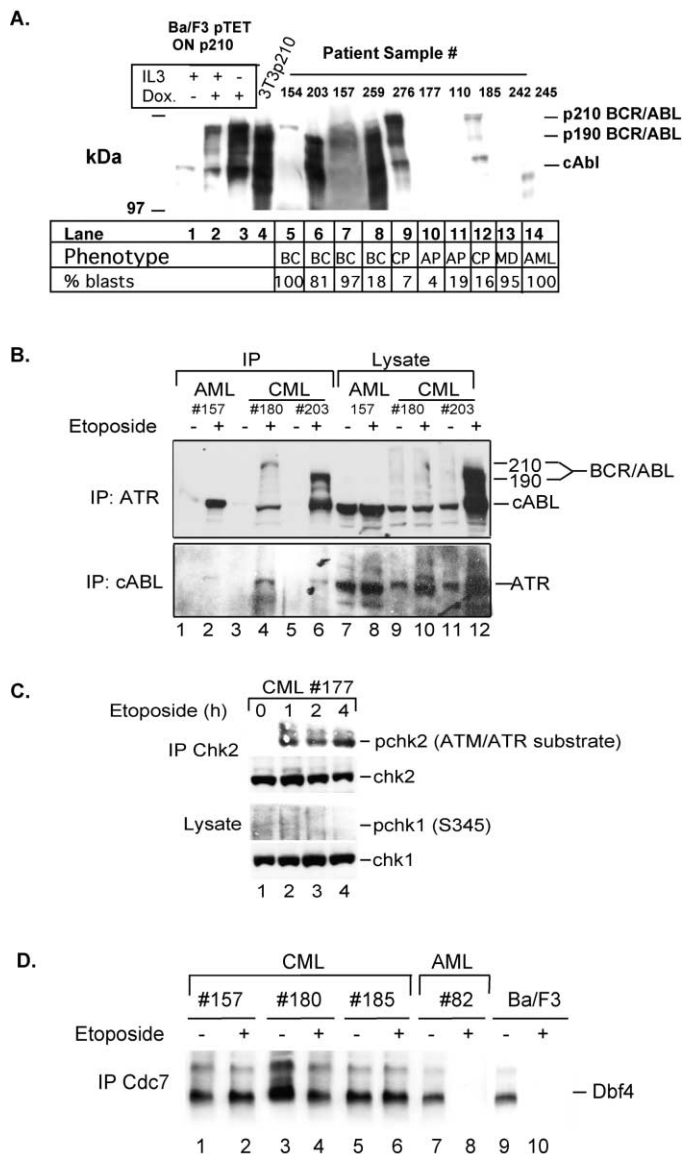 A.
Ba/F3 pTET
ON p210
IL3 + + -
Dox. - + +
3T3p210
Patient Sample #
154 203 157 259 276 177 110 185 242 245
p210 BCR/ABL
p190 BCR/ABL
cAbl
kDa
97
Lane 1 2 3 4 5 6 7 8 9 10 11 12 13 14
Phenotype BC BC BC BC CP AP AP CP MD AML
% blasts 100 81 97 18 7 4 19 16 95 100
B.
IP Lysate
AML CML AML CML
#157 #180 #203 157 #180 #203
Etoposide - + - + - + - + - + - +
IP: ATR
210
190
BCR/ABL
cABL
IP: cABL
ATR
1 2 3 4 5 6 7 8 9 10 11 12
C.
CML #177
Etoposide (h) 0 1 2 4
IP Chk2
pchk2 (ATM/ATR substrate)
chk2
Lysate
pchk1 (S345)
chk1
1 2 3 4
D.
CML AML
#157 #180 #185 #82 Ba/F3
Etoposide - + - + - + - + - +
IP Cdc7
Dbf4
1 2 3 4 5 6 7 8 9 10